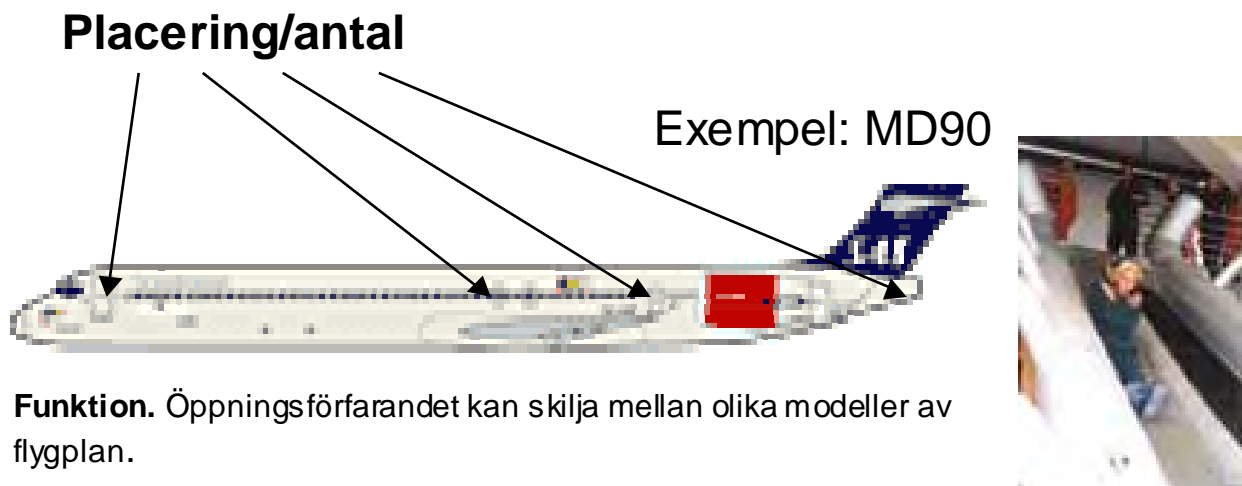 Placering/antal
Exempel: MD90
Funktion. Öppningsförfarandet kan skilja mellan olika modeller av
flygplan.